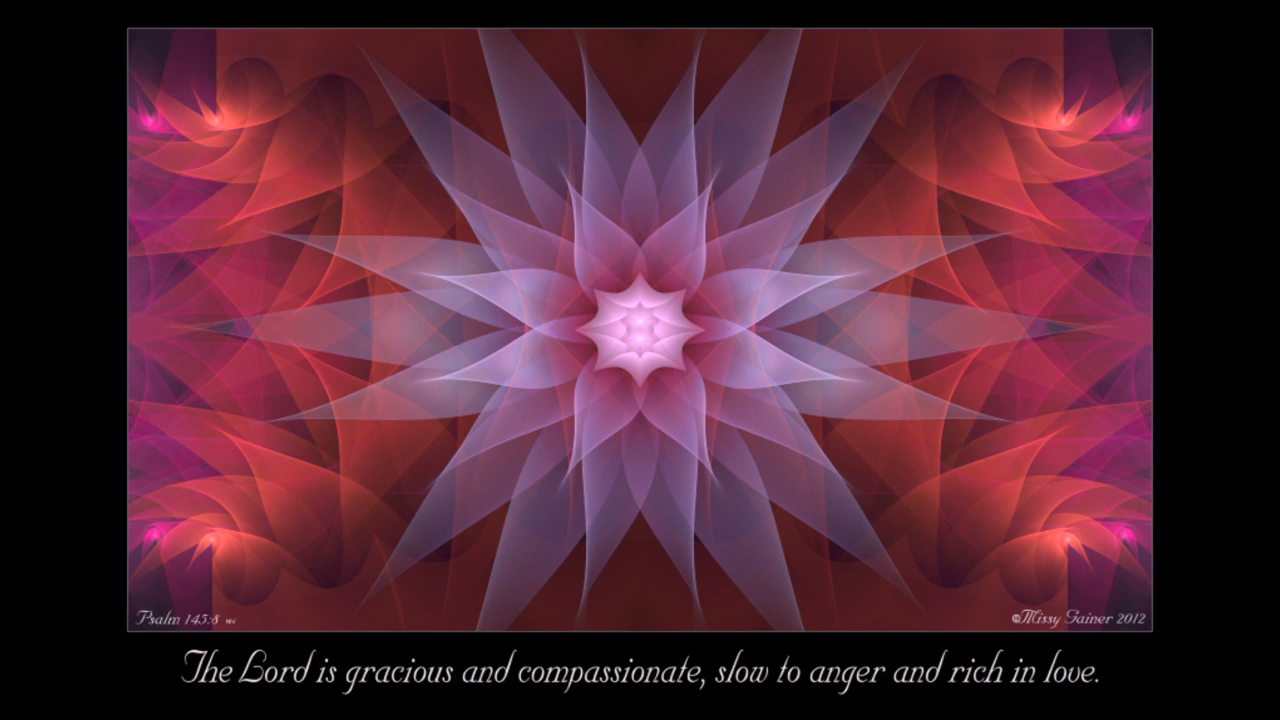 Psalm 145:8 NIV
©Missy Gainer 2012
The Lord is gracious and compassionate, slow to anger and rich in love.